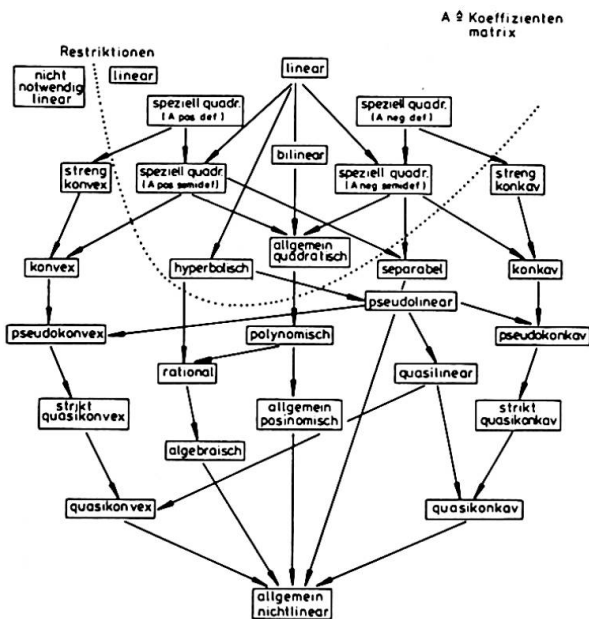 A ≙ Koeffizienten
matrix
Restriktionen
nicht
notwendig
linear
linear
linear
speziell quadr.
(A pos def)
speziell quadr.
(A neg def)
streng
konvex
speziell quadr.
(A pos semidef)
bilinear
speziell quadr.
(A neg semidef)
streng
konkav
konvex
hyperbolisch
allgemein
quadratisch
separabel
konkav
pseudolinear
pseudokonvex
polynomisch
pseudokonkav
rational
quasilinear
strikt
quasikonvex
allgemein
posinomisch
strikt
quasikonkav
algebraisch
quasikonvex
quasikonkav
allgemein
nichtlinear